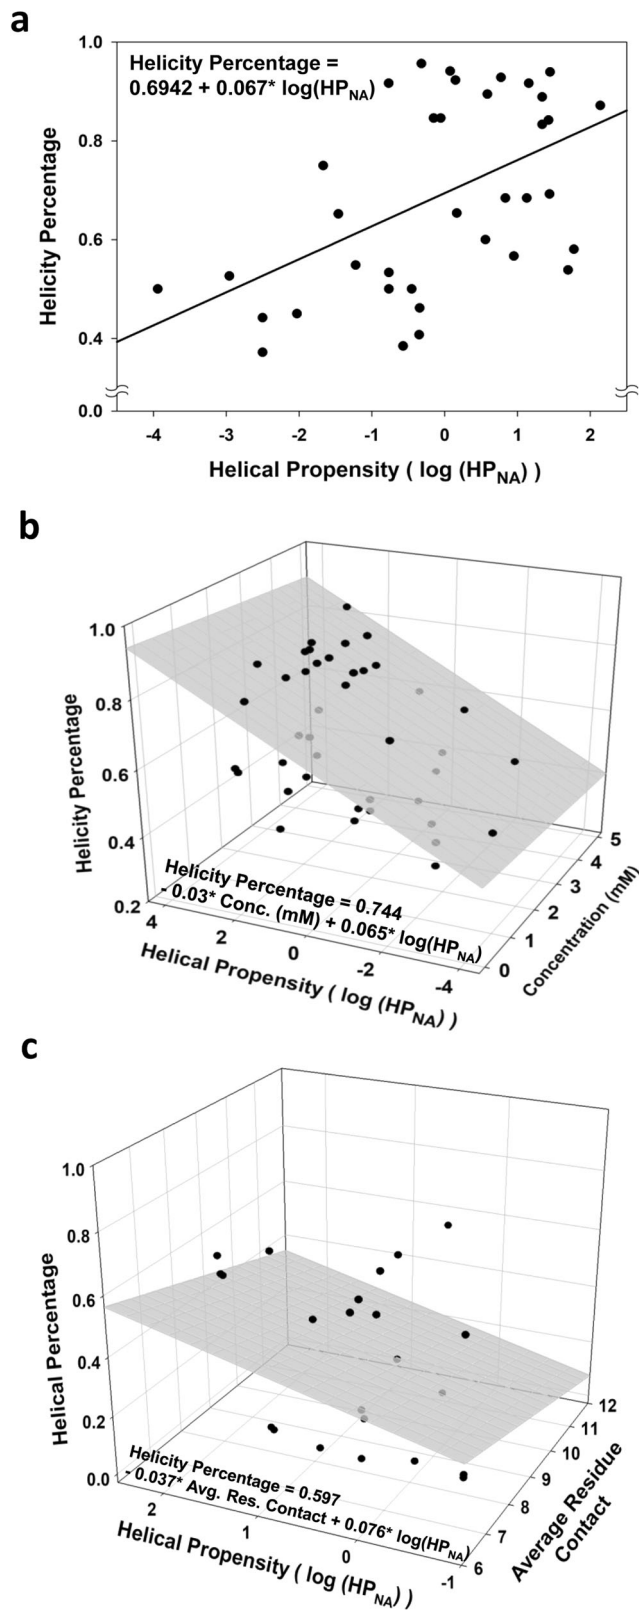 a
Helicity Percentage =
0.6942 + 0.067* log(HPNA)
1.0
0.8
0.6
0.4
0.0
Helicity Percentage
-4 -3 -2 -1 0 1 2
Helical Propensity ( log (HPNA) )
b
1.0
0.8
0.6
0.4
0.2
Helicity Percentage
4 2 0 -2 -4
Helical Propensity ( log (HPNA) )
0 1 2 3 4 5
Concentration (mM)
Helicity Percentage = 0.744
- 0.03* Conc. (mM) + 0.065* log(HPNA)
c
1.0
0.8
0.6
0.4
0.2
0.0
Helical Percentage
2 1 0 -1
Helical Propensity ( log (HPNA) )
6 7 8 9 10 11 12
Average Residue
Contact
Helicity Percentage = 0.597
- 0.037* Avg. Res. Contact + 0.076* log(HPNA)